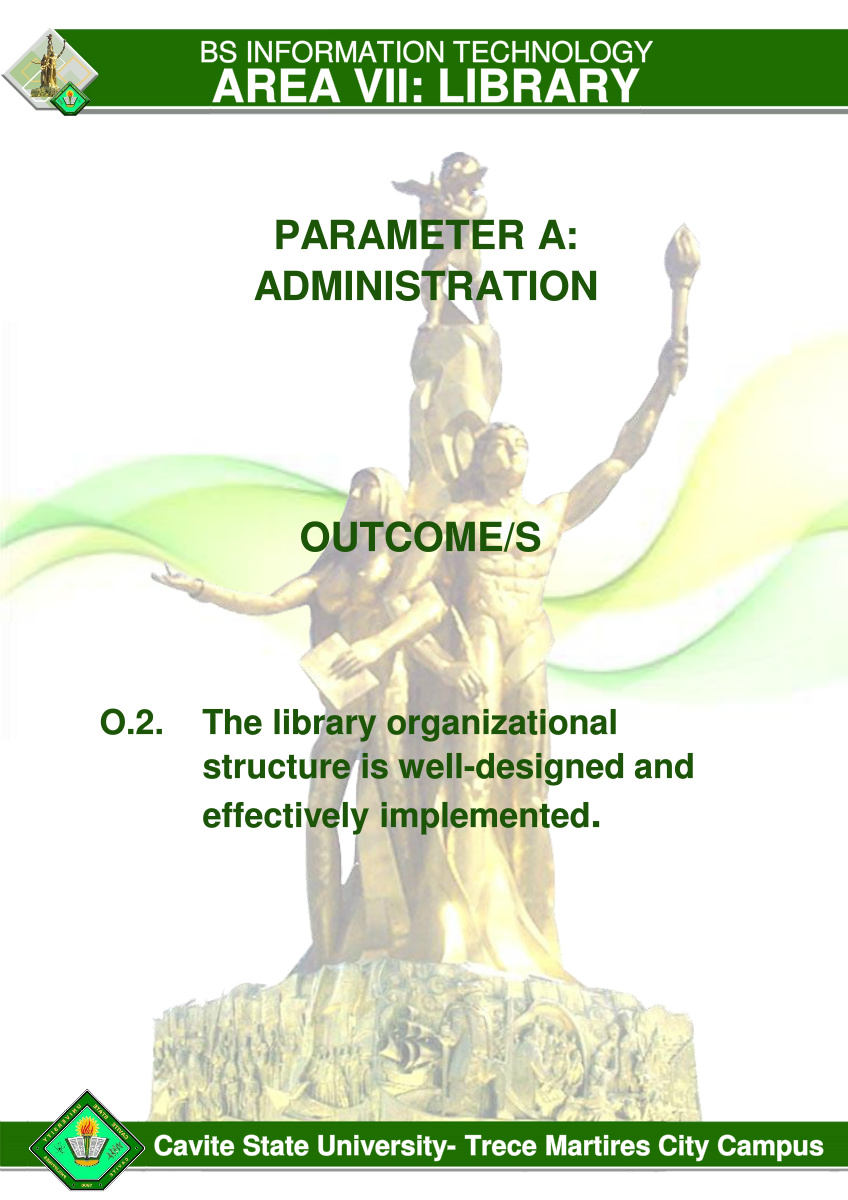 BS INFORMATION TECHNOLOGY
AREA VII: LIBRARY
PARAMETER A:
ADMINISTRATION
OUTCOME/S
O.2. The library organizational
structure is well-designed and
effectively implemented.
Cavite State University- Trece Martires City Campus